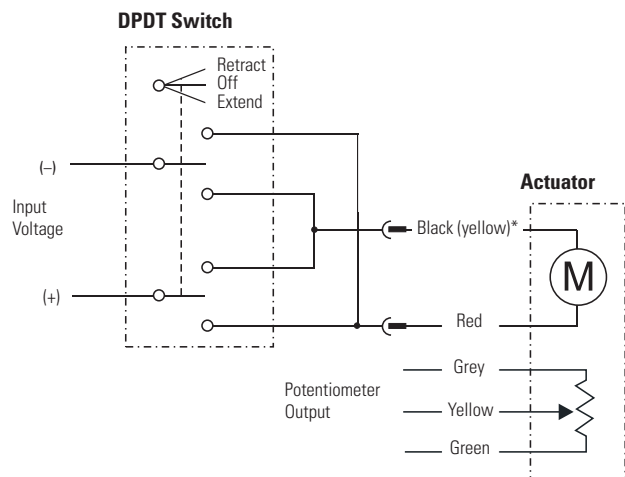 DPDT Switch
Retract
Off
Extend
(–)
Input
Voltage
(+)
Actuator
Black (yellow)*
M
Red
Grey
Potentiometer
Output
Yellow
Green